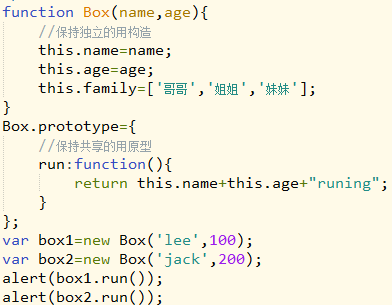 function Box(name,age){
//保持独立的用构造
this.name=name;
this.age=age;
this.family=['哥哥','姐姐','妹妹'];
}
Box.prototype={
//保持共享的用原型
run:function(){
return this.name+this.age+"runing";
}
};
var box1=new Box('lee',100);
var box2=new Box('jack',200);
alert(box1.run());
alert(box2.run());